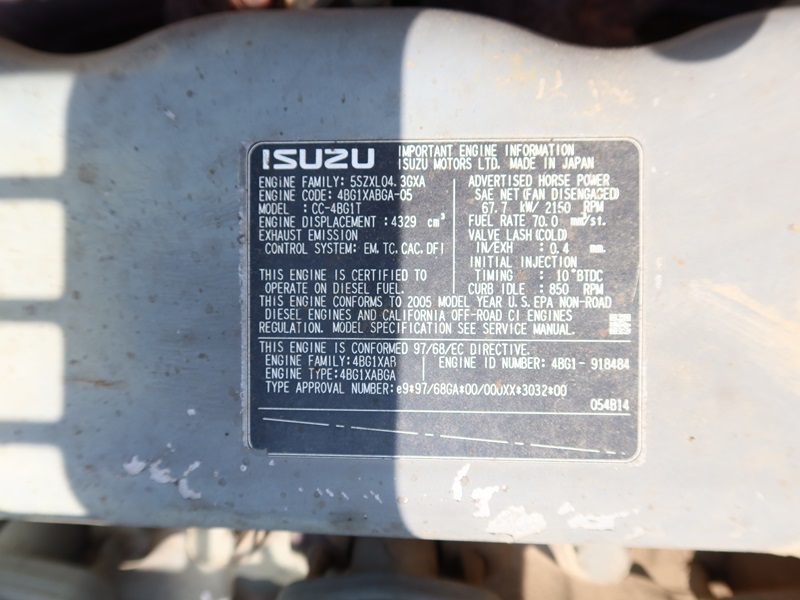 ISUZU
IMPORTANT ENGINE INFORMATION
ISUZU MOTORS LTD. MADE IN JAPAN
ENGINE FAMILY: 5SZXL04.3GXA
ENGINE CODE: 4BG1XABGA-05
MODEL : CC-4BG1T
ENGINE DISPLACEMENT: 4329 cm³
EXHAUST EMISSION
CONTROL SYSTEM: EM, TC, CAC, DFI
THIS ENGINE IS CERTIFIED TO
OPERATE ON DIESEL FUEL.
ADVERTISED HORSE POWER
SAE NET (FAN DISENGAGED)
67.7 kW/ 2150 RPM
FUEL RATE 70.0 mm³/st.
VALVE LASH (COLD)
IN/EXH : 0.4 mm
INITIAL INJECTION
TIMING : 10°BTDC
CURB IDLE : 850 RPM
THIS ENGINE CONFORMS TO 2005 MODEL YEAR U.S. EPA NON-ROAD
DIESEL ENGINES AND CALIFORNIA OFF-ROAD CI ENGINES
REGULATION. MODEL SPECIFICATION SEE SERVICE MANUAL.
THIS ENGINE IS CONFORMED 97/68/EC DIRECTIVE.
ENGINE FAMILY: 4BG1XAB
ENGINE ID NUMBER: 4BG1- 918484
ENGINE TYPE: 4BG1XABGA
TYPE APPROVAL NUMBER: e9*97/68GA*00/000XX*3032*00
054814